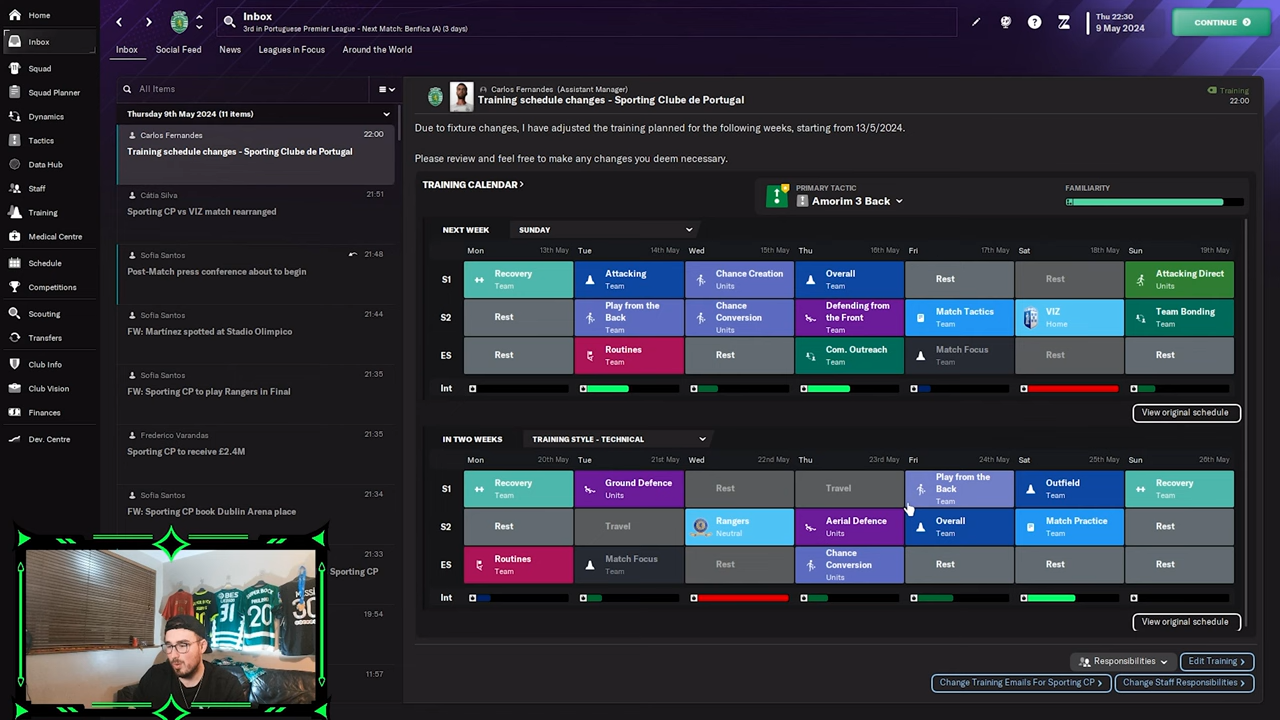 Home
Inbox
Squad
Squad Planner
Dynamics
Tactics
Data Hub
Staff
Training
Medical Centre
Schedule
Competitions
Scouting
Transfers
Club Info
Club Vision
Finances
Dev. Centre
Inbox
3rd in Portuguese Premier League - Next Match: Benfica (A) (3 days)
Thu 22:30
9 May 2024
CONTINUE
Inbox Social Feed News Leagues in Focus Around the World
All Items
Thursday 9th May 2024 (11 items)
Carlos Fernandes 22:00
Training schedule changes - Sporting Clube de Portugal
Cátia Silva 21:51
Sporting CP vs VIZ match rearranged
Sofia Santos 21:48
Post-Match press conference about to begin
Sofia Santos 21:44
FW: Martínez spotted at Stadio Olimpico
Sofia Santos 21:35
FW: Sporting CP to play Rangers in Final
Frederico Varandas 21:35
Sporting CP to receive £2.4M
Sofia Santos 21:34
FW: Sporting CP book Dublin Arena place
21:33
Sporting CP
19:54
11:57
Carlos Fernandes (Assistant Manager)
Training schedule changes - Sporting Clube de Portugal
Training
22:00
Due to fixture changes, I have adjusted the training planned for the following weeks, starting from 13/5/2024.
Please review and feel free to make any changes you deem necessary.
TRAINING CALENDAR
PRIMARY TACTIC
Amorim 3 Back
FAMILIARITY
NEXT WEEK SUNDAY
Mon 13th May Tue 14th May Wed 15th May Thu 16th May Fri 17th May Sat 18th May Sun 19th May
S1 Recovery Team Attacking Team Chance Creation Units Overall Team Rest Rest Attacking Direct Units
S2 Rest Play from the Back Team Chance Conversion Units Defending from the Front Team Match Tactics Team VIZ Home Team Bonding Team
ES Rest Routines Team Rest Com. Outreach Team Match Focus Team Rest Rest
Int
View original schedule
IN TWO WEEKS TRAINING STYLE - TECHNICAL
Mon 20th May Tue 21st May Wed 22nd May Thu 23rd May Fri 24th May Sat 25th May Sun 26th May
S1 Recovery Team Ground Defence Units Rest Travel Play from the Back Team Outfield Team Recovery Team
S2 Rest Travel Rangers Neutral Aerial Defence Units Overall Team Match Practice Team Rest
ES Routines Team Match Focus Team Rest Chance Conversion Units Rest Rest Rest
Int
View original schedule
Responsibilities
Edit Training
Change Training Emails For Sporting CP
Change Staff Responsibilities
31
20
30